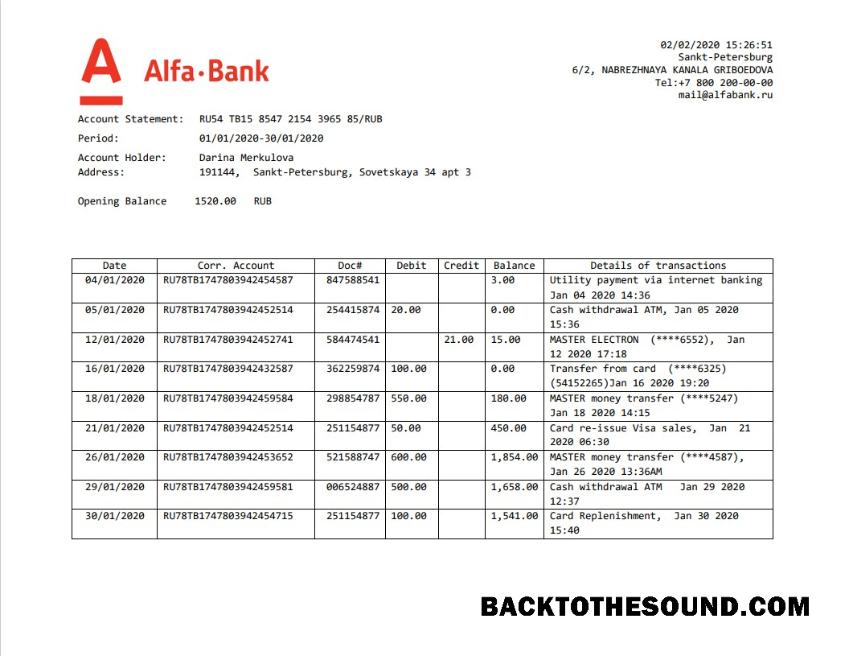 02/02/2020 15:26:51
Sankt-Petersburg
6/2, NABREZHNAYA KANALA GRIBOEDOVA
Tel:+7 800 200-00-00
mail@alfabank.ru
A
Alfa·Bank
Account Statement: RU54 TB15 8547 2154 3965 85/RUB
Period: 01/01/2020-30/01/2020
Account Holder: Darina Merkulova
Address: 191144, Sankt-Petersburg, Sovetskaya 34 apt 3
Opening Balance 1520.00 RUB
Date Corr. Account Doc# Debit Credit Balance Details of transactions
04/01/2020 RU78TB1747803942454587 847588541 3.00 Utility payment via internet banking
Jan 04 2020 14:36
05/01/2020 RU78TB1747803942452514 254415874 20.00 0.00 Cash withdrawal ATM, Jan 05 2020
15:36
12/01/2020 RU78TB1747803942452741 584474541 21.00 15.00 MASTER ELECTRON (****6552), Jan
12 2020 17:18
16/01/2020 RU78TB1747803942432587 362259874 100.00 0.00 Transfer from card (****6325)
(54152265)Jan 16 2020 19:20
18/01/2020 RU78TB1747803942459584 298854787 550.00 180.00 MASTER money transfer (****5247)
Jan 18 2020 14:15
21/01/2020 RU78TB1747803942452514 251154877 50.00 450.00 Card re-issue Visa sales, Jan 21
2020 06:30
26/01/2020 RU78TB1747803942453652 521588747 600.00 1,854.00 MASTER money transfer (****4587),
Jan 26 2020 13:36AM
29/01/2020 RU78TB1747803942459581 006524887 500.00 1,658.00 Cash withdrawal ATM Jan 29 2020
12:37
30/01/2020 RU78TB1747803942454715 251154877 100.00 1,541.00 Card Replenishment, Jan 30 2020
15:40
BACKTOTHESOUND.COM